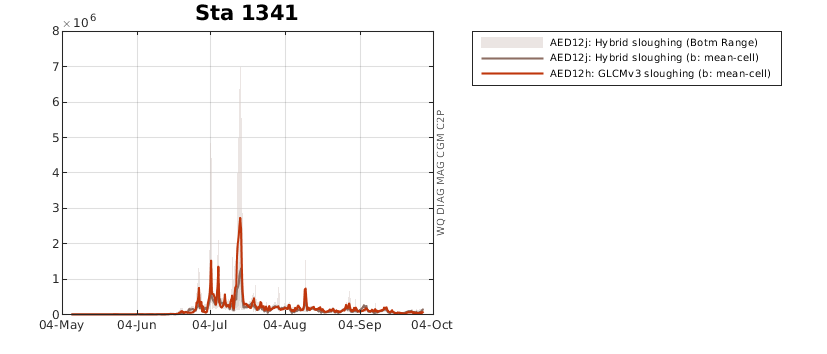 Sta 1341
×10^6
8
7
6
5
4
3
2
1
0
04-May 04-Jun 04-Jul 04-Aug 04-Sep 04-Oct
WQ DIAG MAG CGM C2P
AED12j: Hybrid sloughing (Botm Range)
AED12j: Hybrid sloughing (b: mean-cell)
AED12h: GLCMv3 sloughing (b: mean-cell)